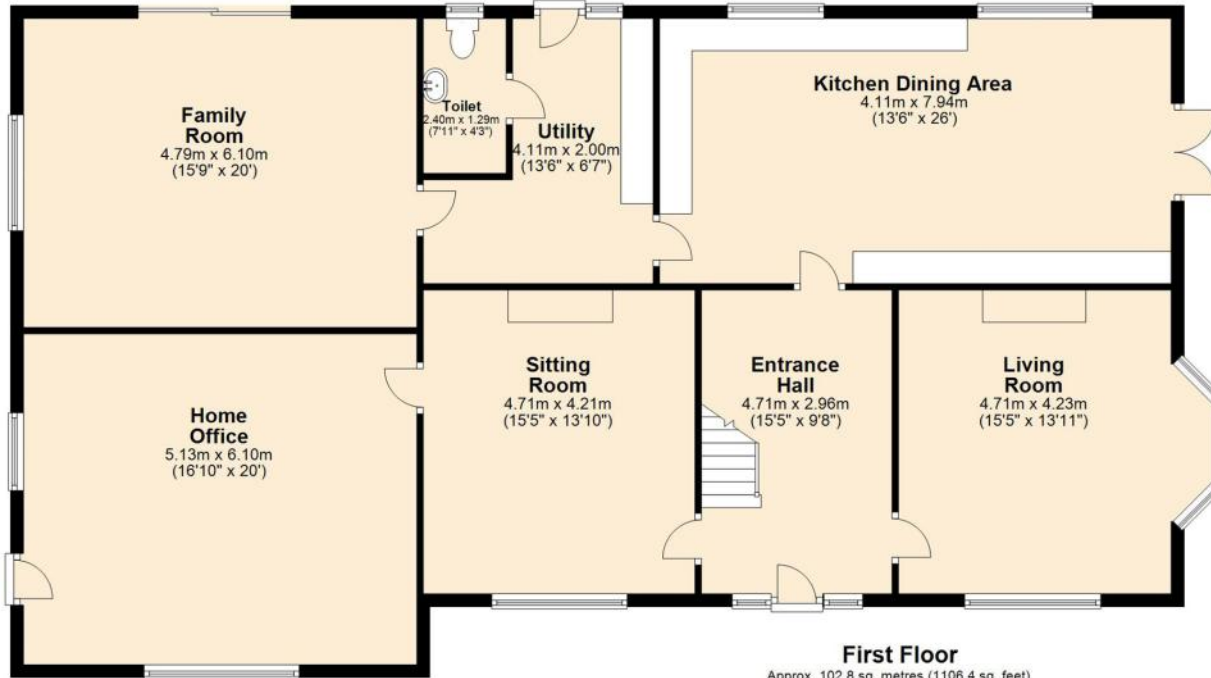 Family
Room
4.79m x 6.10m
(15'9" x 20')
Toilet
2.40m x 1.29m
(7'11" x 4'3")
Utility
4.11m x 2.00m
(13'6" x 6'7")
Kitchen Dining Area
4.11m x 7.94m
(13'6" x 26')
Home
Office
5.13m x 6.10m
(16'10" x 20')
Sitting
Room
4.71m x 4.21m
(15'5" x 13'10")
Entrance
Hall
4.71m x 2.96m
(15'5" x 9'8")
Living
Room
4.71m x 4.23m
(15'5" x 13'11")
First Floor
Approx. 102.8 sq. metres (1106.4 sq. feet)